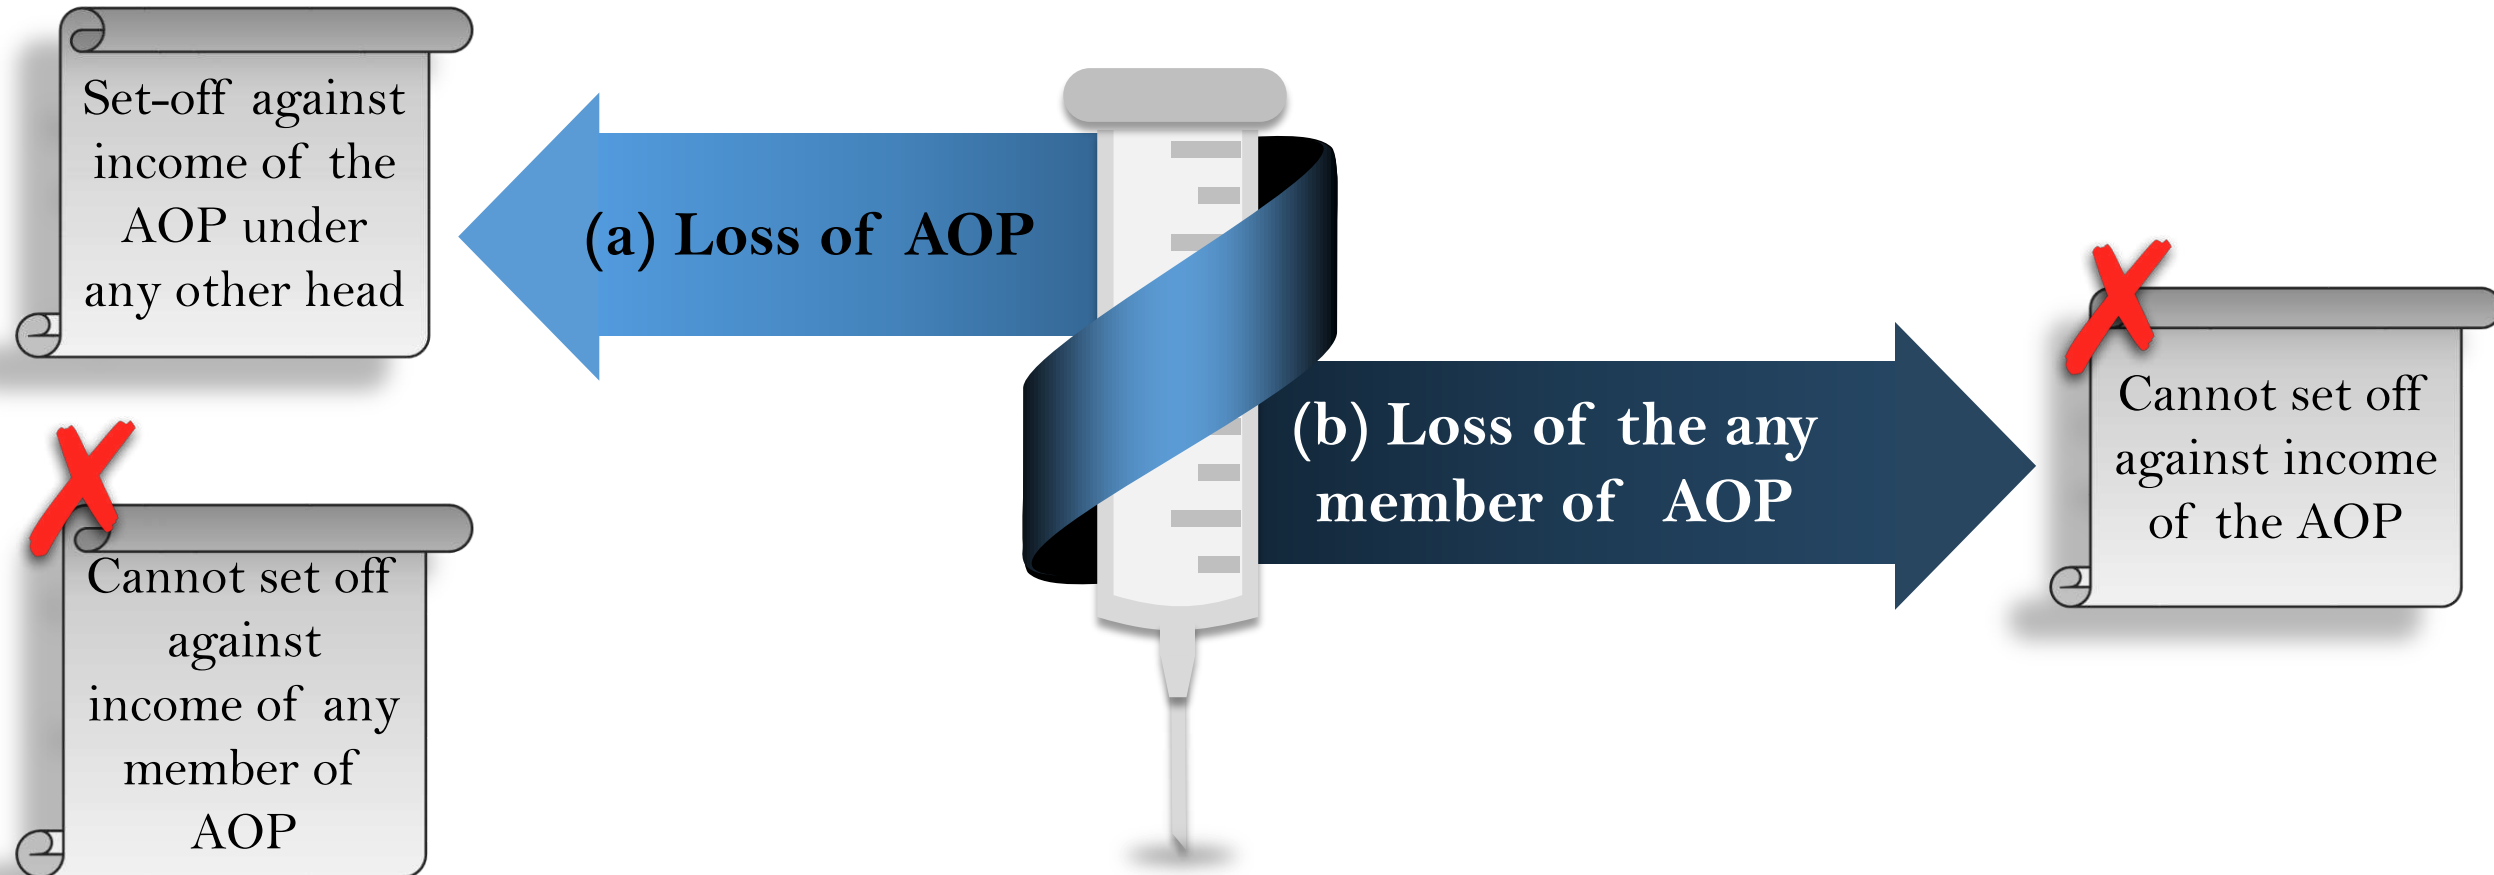 Set-off against
income of the
AOP under
any other head
(a) Loss of AOP
Cannot set off
against
income of any
member of
AOP
(b) Loss of the any
member of AOP
Cannot set off
against income
of the AOP